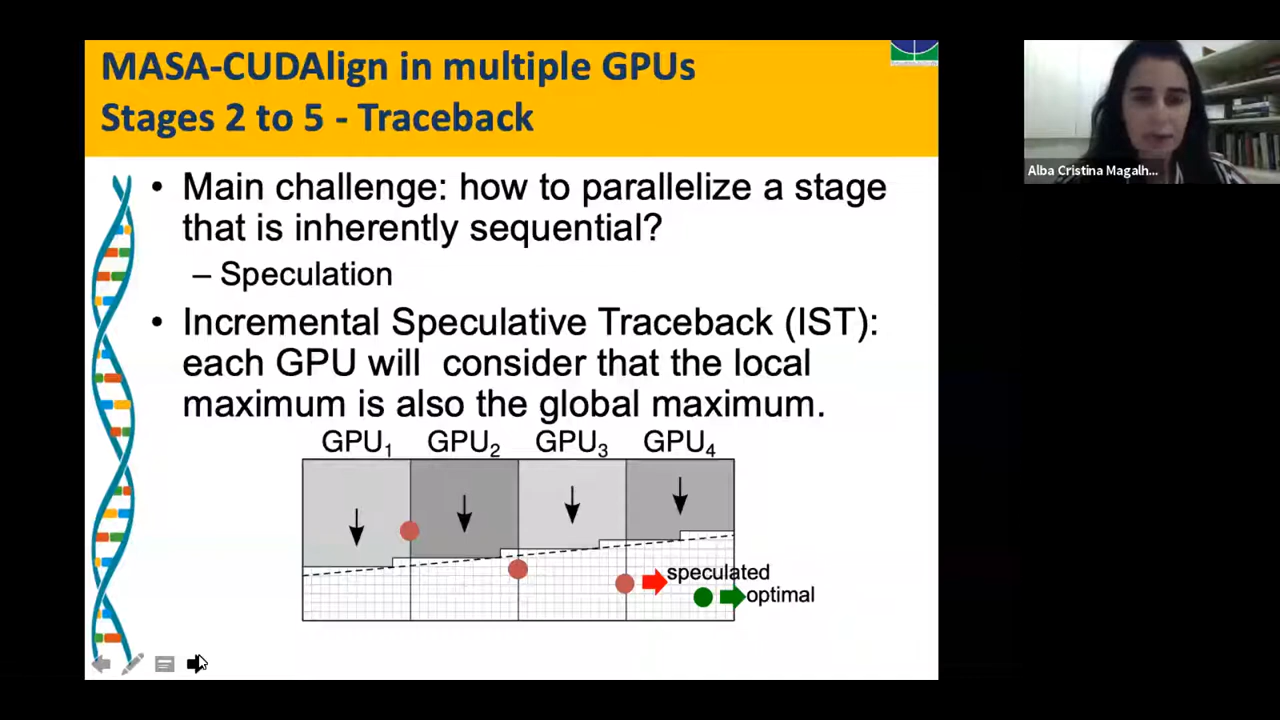 MASA-CUDAlign in multiple GPUs
Stages 2 to 5 - Traceback
• Main challenge: how to parallelize a stage
that is inherently sequential?
– Speculation
• Incremental Speculative Traceback (IST):
each GPU will consider that the local
maximum is also the global maximum.
GPU1 GPU2 GPU3 GPU4
speculated
optimal
Alba Cristina Magalh...